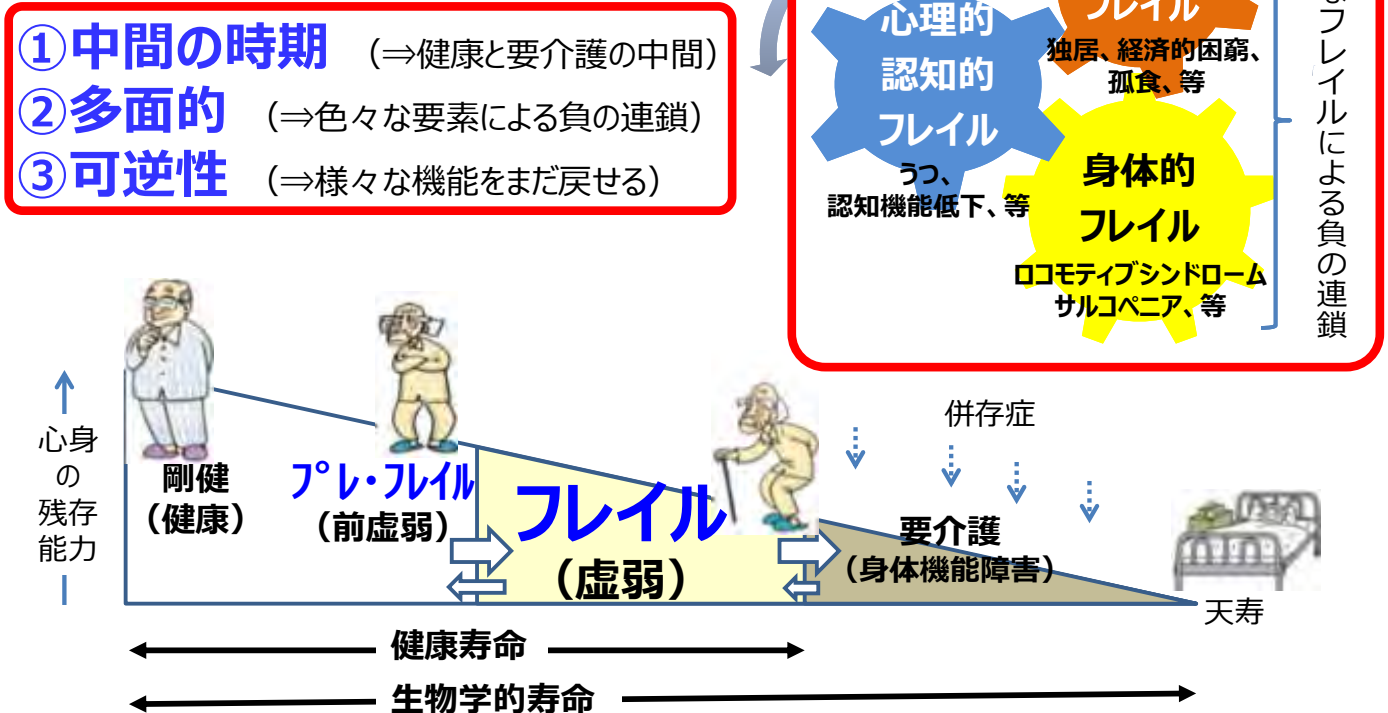 ①中間の時期 （⇒健康と要介護の中間）
②多面的 （⇒色々な要素による負の連鎖）
③可逆性 （⇒様々な機能をまだ戻せる）
心理的
認知的
フレイル
うつ、
認知機能低下、等
フレイル
独居、経済的困窮、
孤食、等
身体的
フレイル
ロコモティブシンドローム
サルコペニア、等
フレイルによる負の連鎖
心身
の
残存
能力
剛健
（健康）
プレ・フレイル
（前虚弱）
フレイル
（虚弱）
併存症
要介護
（身体機能障害）
天寿
健康寿命
生物学的寿命